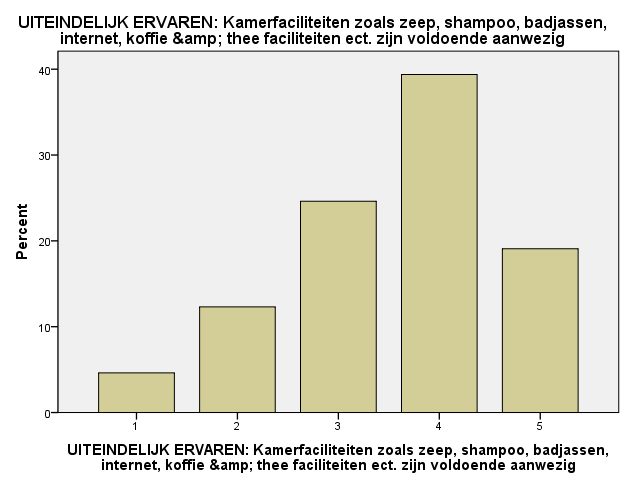 UITEINDELIJK ERVAREN: Kamerfaciliteiten zoals zeep, shampoo, badjassen,
internet, koffie &amp; thee faciliteiten ect. zijn voldoende aanwezig
40
30
20
10
0
Percent
1 2 3 4 5
UITEINDELIJK ERVAREN: Kamerfaciliteiten zoals zeep, shampoo, badjassen,
internet, koffie &amp; thee faciliteiten ect. zijn voldoende aanwezig